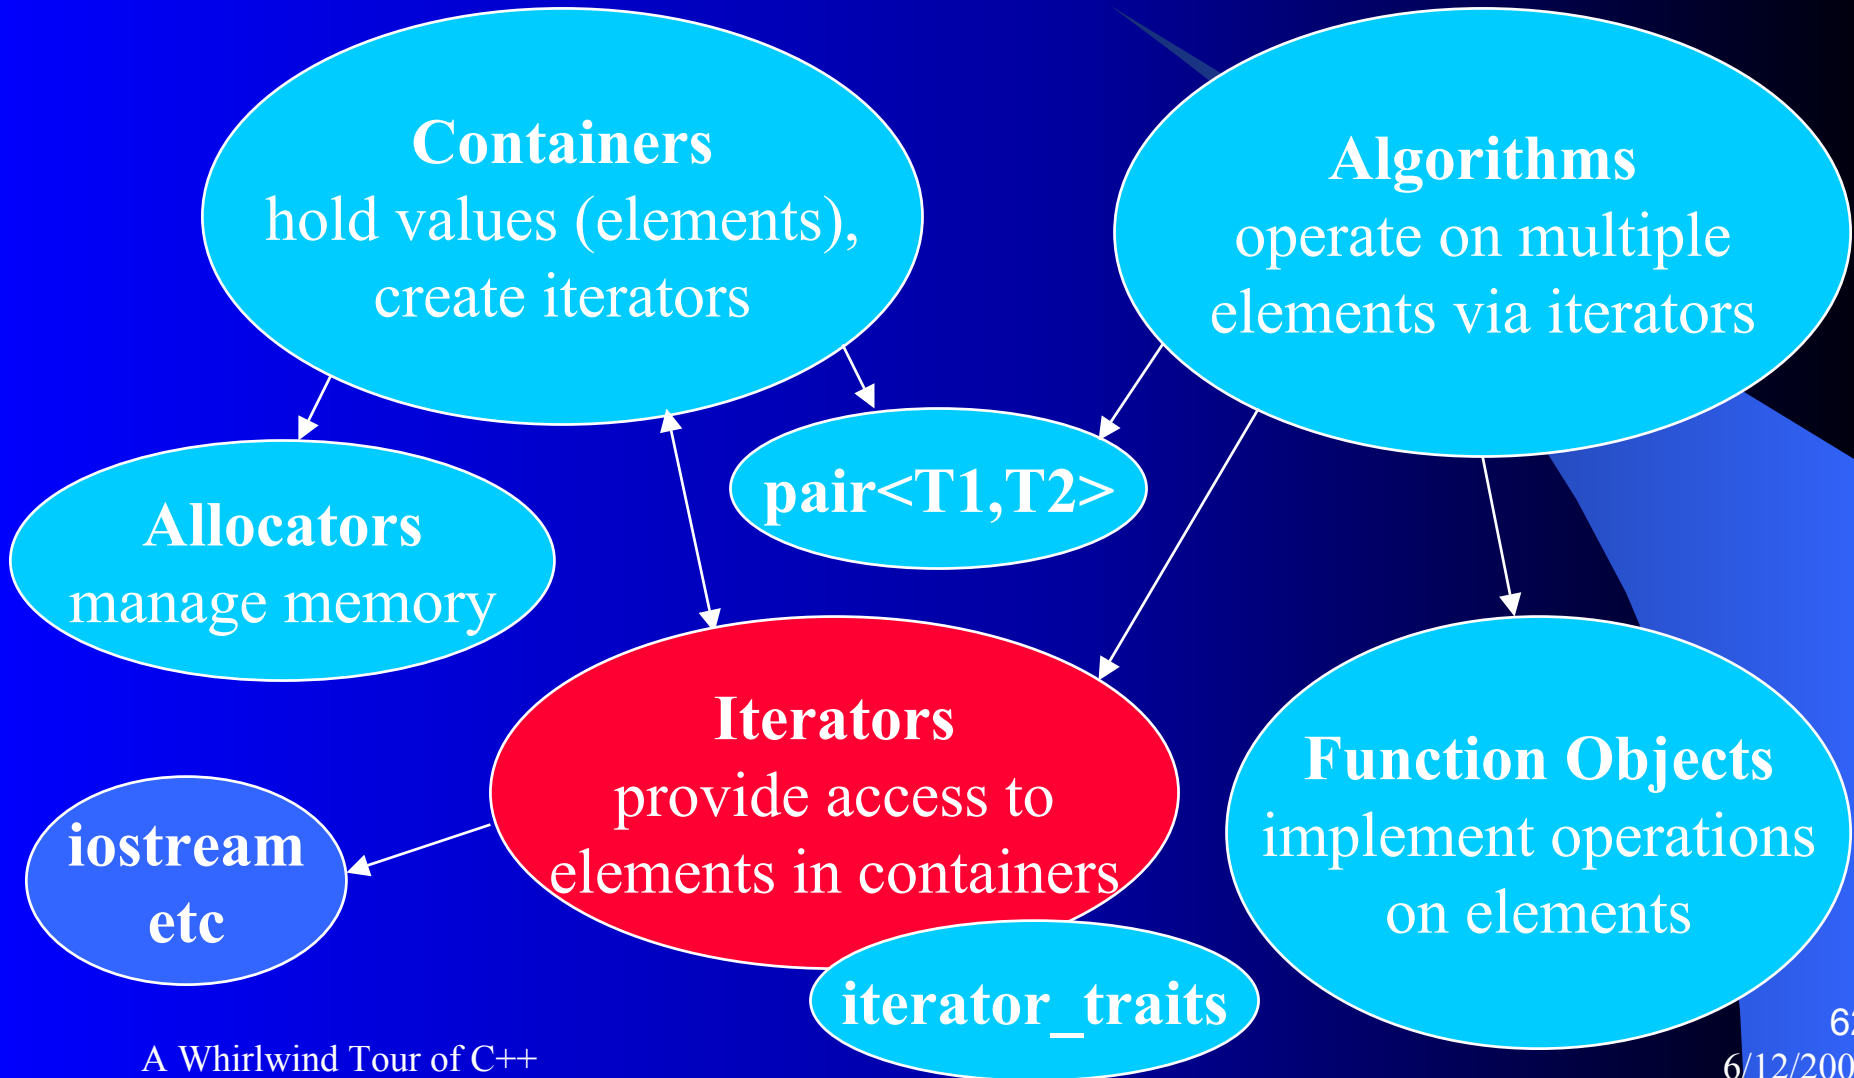 Containers
hold values (elements),
create iterators
Algorithms
operate on multiple
elements via iterators
pair<T1,T2>
Allocators
manage memory
Iterators
provide access to
elements in containers
Function Objects
implement operations
on elements
iostream
etc
iterator_traits
A Whirlwind Tour of C++